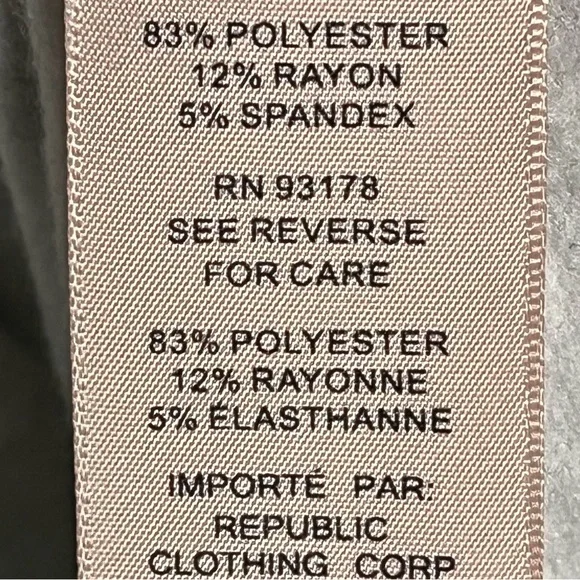 83% POLYESTER
12% RAYON
5% SPANDEX
RN 93178
SEE REVERSE
FOR CARE
83% POLYESTER
12% RAYONNE
5% ÉLASTHANNE
IMPORTÉ PAR:
REPUBLIC
CLOTHING CORP